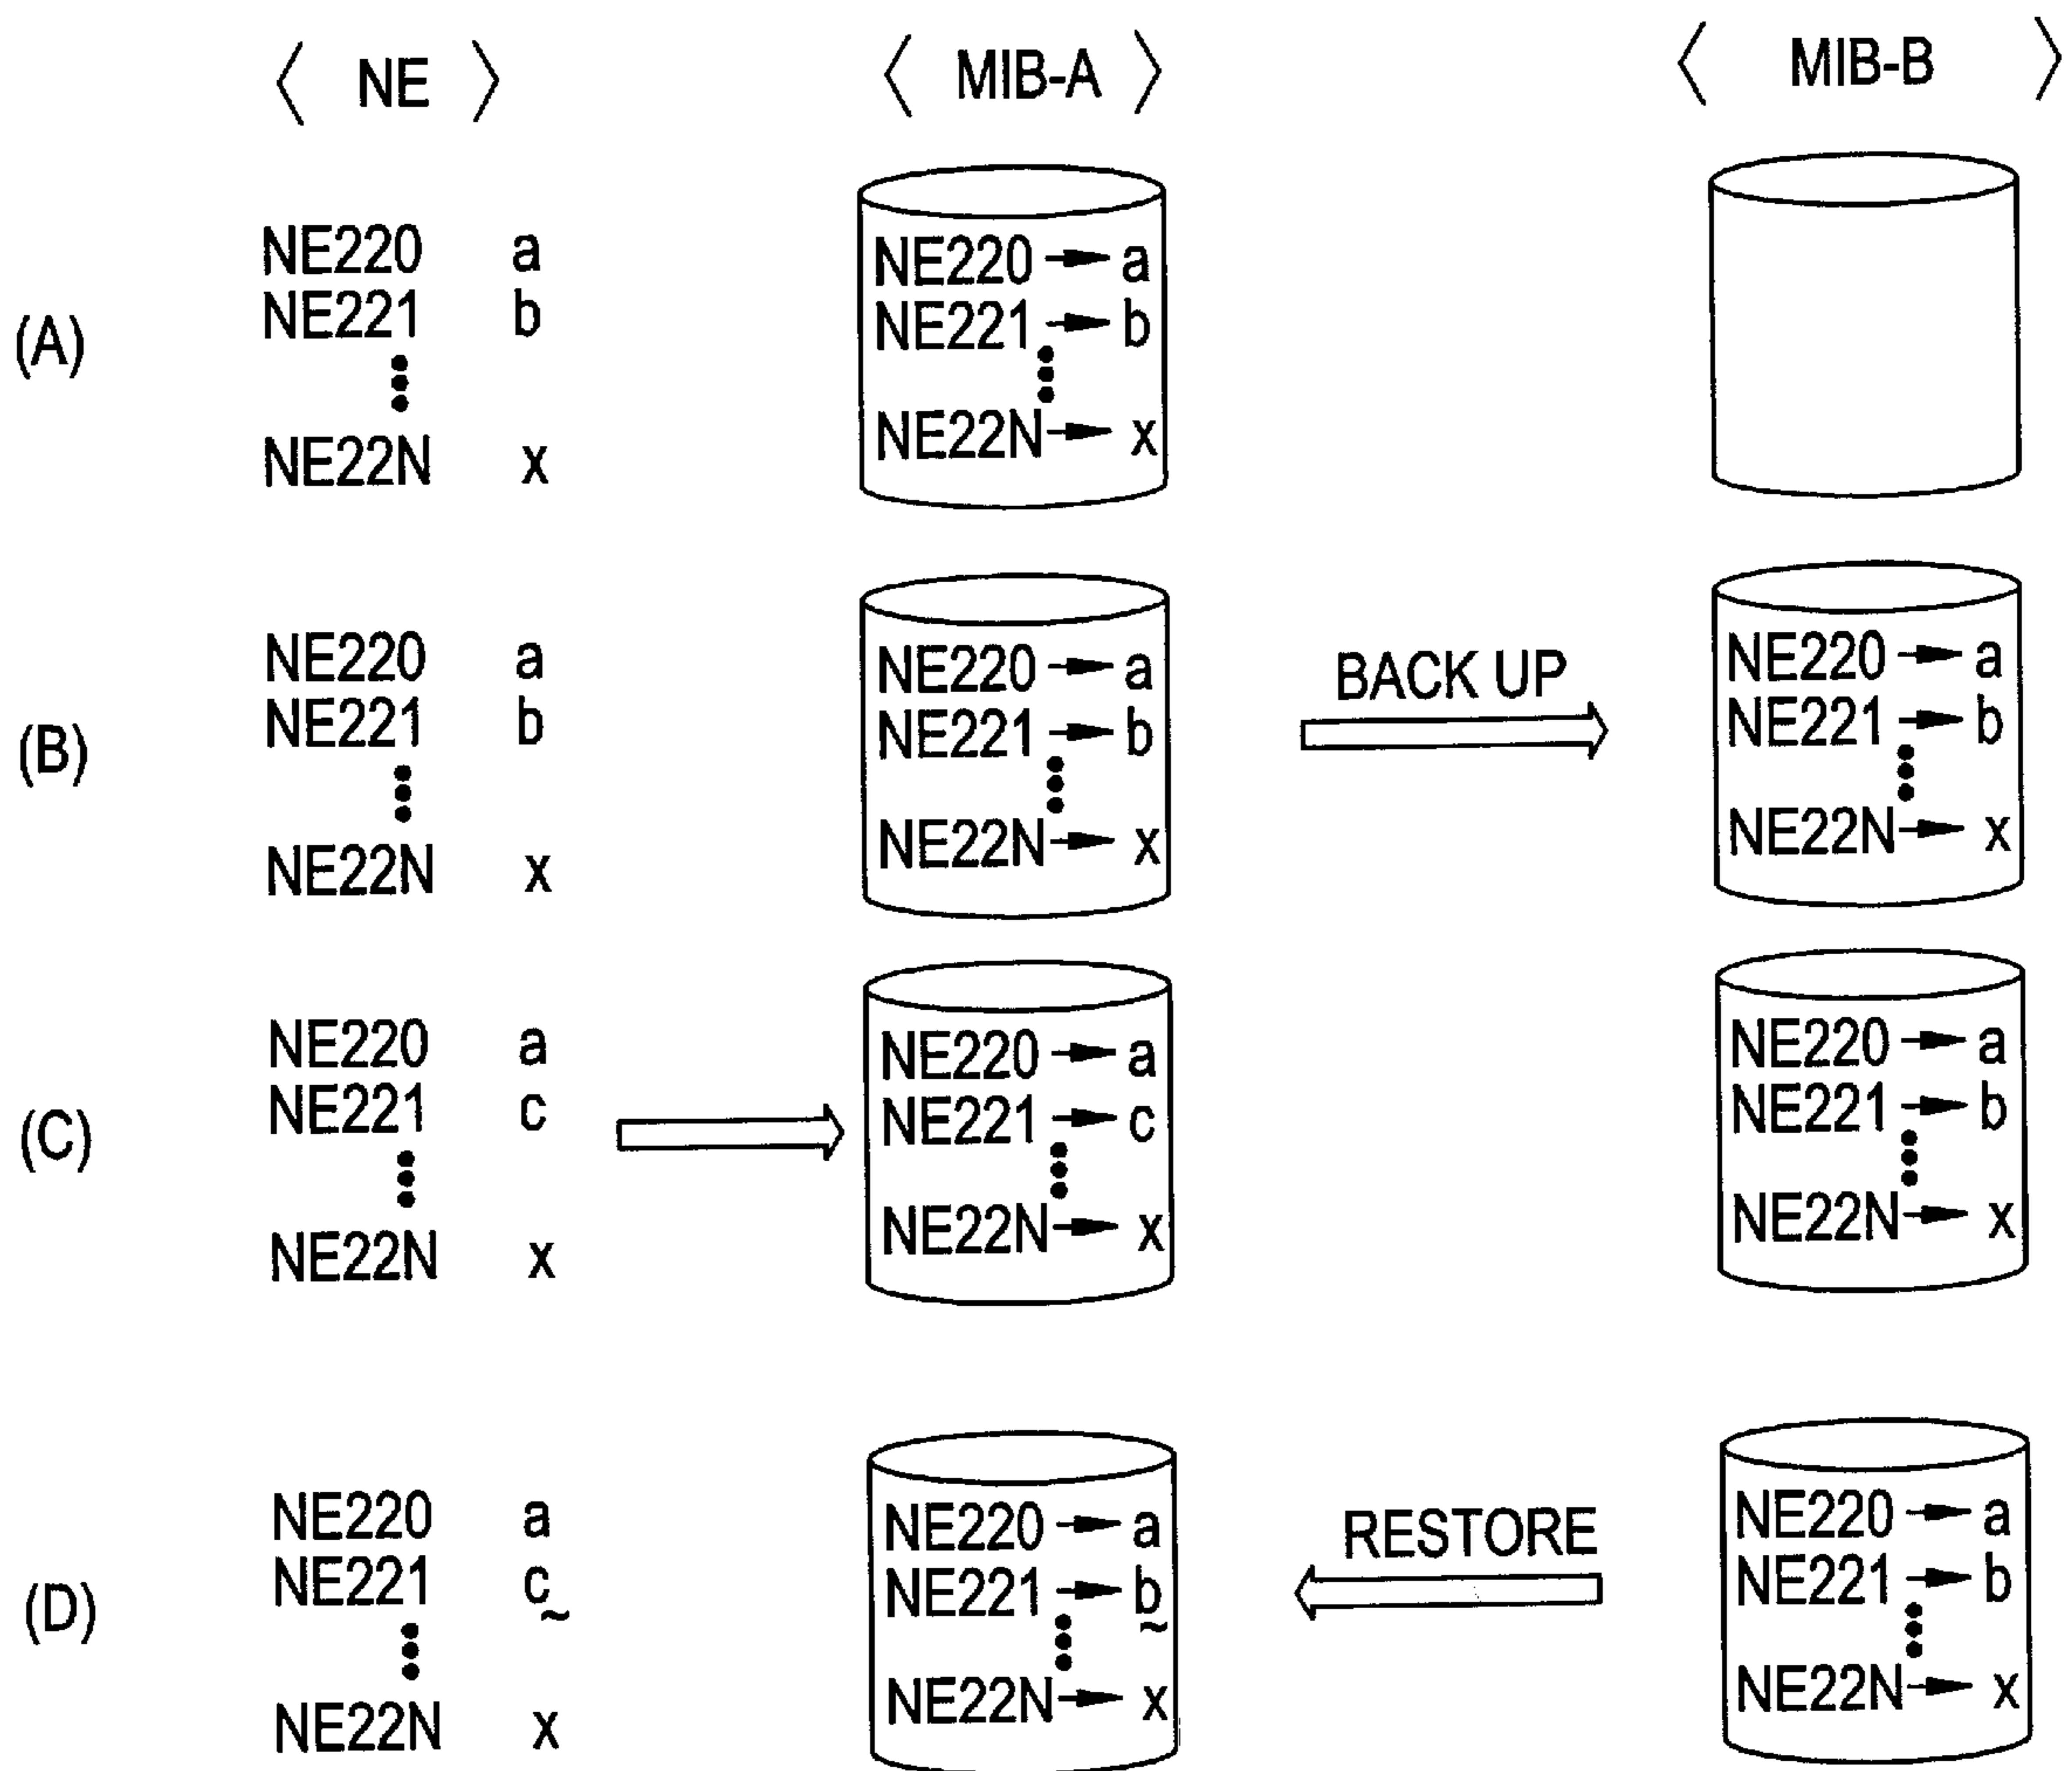 〈 NE 〉 〈 MIB-A 〉 〈 MIB-B 〉
(A)
NE220 a
NE221 b
⋮
NE22N x
NE220 → a
NE221 → b
⋮
NE22N → x
(B)
NE220 a
NE221 b
⋮
NE22N x
NE220 → a
NE221 → b
⋮
NE22N → x
BACK UP
NE220 → a
NE221 → b
⋮
NE22N → x
(C)
NE220 a
NE221 c
⋮
NE22N x
NE220 → a
NE221 → c
⋮
NE22N → x
NE220 → a
NE221 → b
⋮
NE22N → x
(D)
NE220 a
NE221 c
~
⋮
NE22N x
NE220 → a
NE221 → b
~
⋮
NE22N → x
RESTORE
NE220 → a
NE221 → b
⋮
NE22N → x